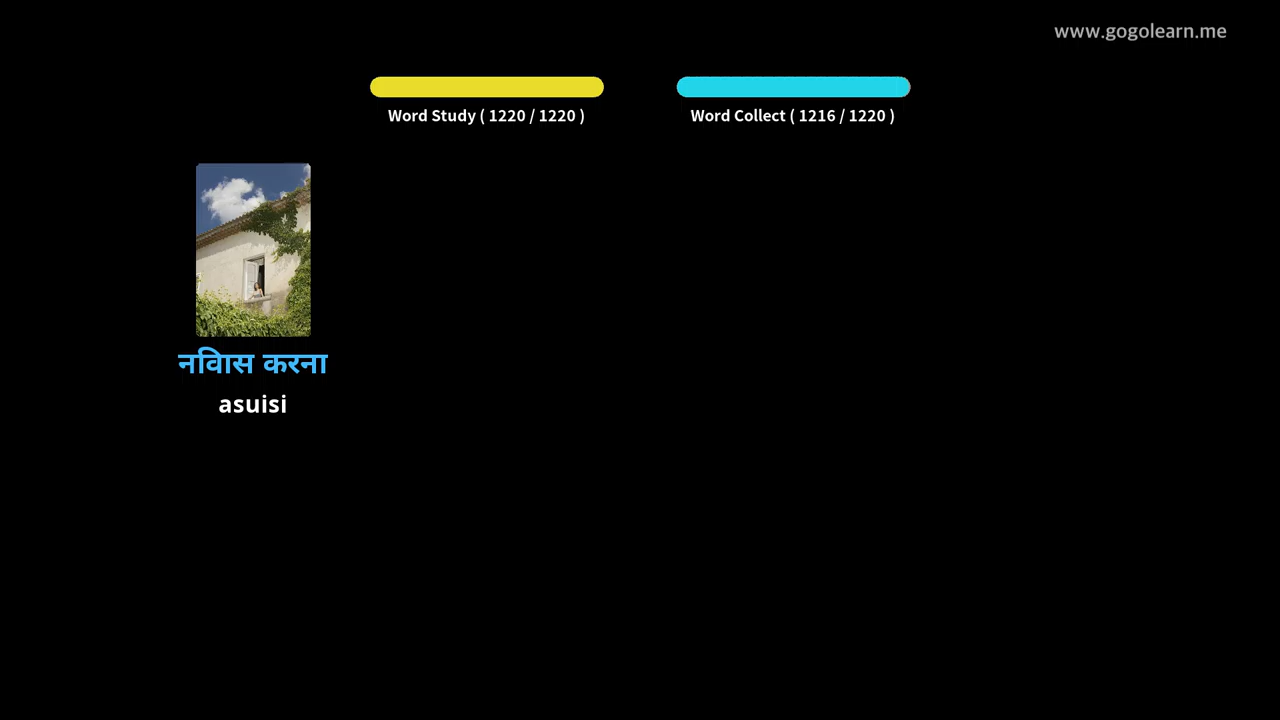 www.gogolearn.me
Word Study ( 1220 / 1220 )
Word Collect ( 1216 / 1220 )
निवास करना
asuisi